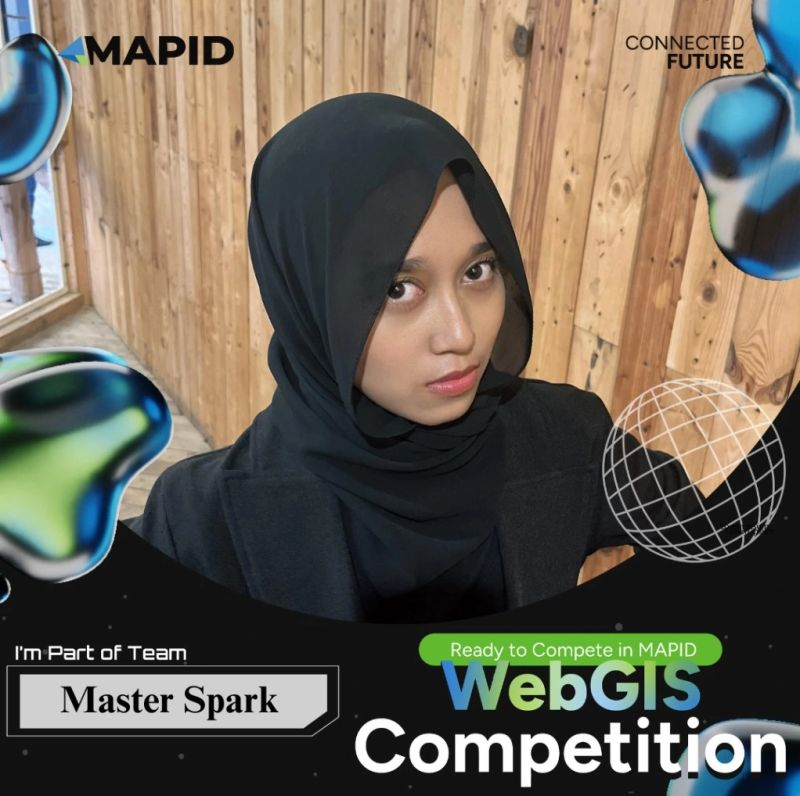 MAPID
CONNECTED
FUTURE
I'm Part of Team
Master Spark
Ready to Compete in MAPID
WebGIS
Competition